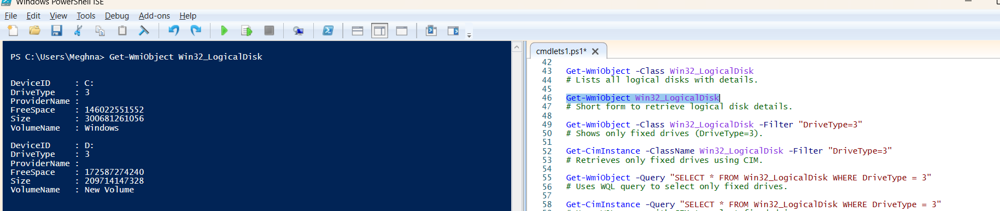 Windows PowerShell ISE
File Edit View Tools Debug Add-ons Help
PS C:\Users\Meghna> Get-WmiObject Win32_LogicalDisk
DeviceID     : C:
DriveType    : 3
ProviderName :
FreeSpace    : 146022551552
Size         : 300681261056
VolumeName   : Windows
DeviceID     : D:
DriveType    : 3
ProviderName :
FreeSpace    : 172587274240
Size         : 209714147328
VolumeName   : New Volume
cmdlets1.ps1*
42
43 Get-WmiObject -Class Win32_LogicalDisk
44 # Lists all logical disks with details.
45
46 Get-WmiObject Win32_LogicalDisk
47 # Short form to retrieve logical disk details.
48
49 Get-WmiObject -Class Win32_LogicalDisk -Filter "DriveType=3"
50 # Shows only fixed drives (DriveType=3).
51
52 Get-CimInstance -ClassName Win32_LogicalDisk -Filter "DriveType=3"
53 # Retrieves only fixed drives using CIM.
54
55 Get-WmiObject -Query "SELECT * FROM Win32_LogicalDisk WHERE DriveType = 3"
56 # Uses WQL query to select only fixed drives.
57
58 Get-CimInstance -Query "SELECT * FROM Win32_LogicalDisk WHERE DriveType = 3"